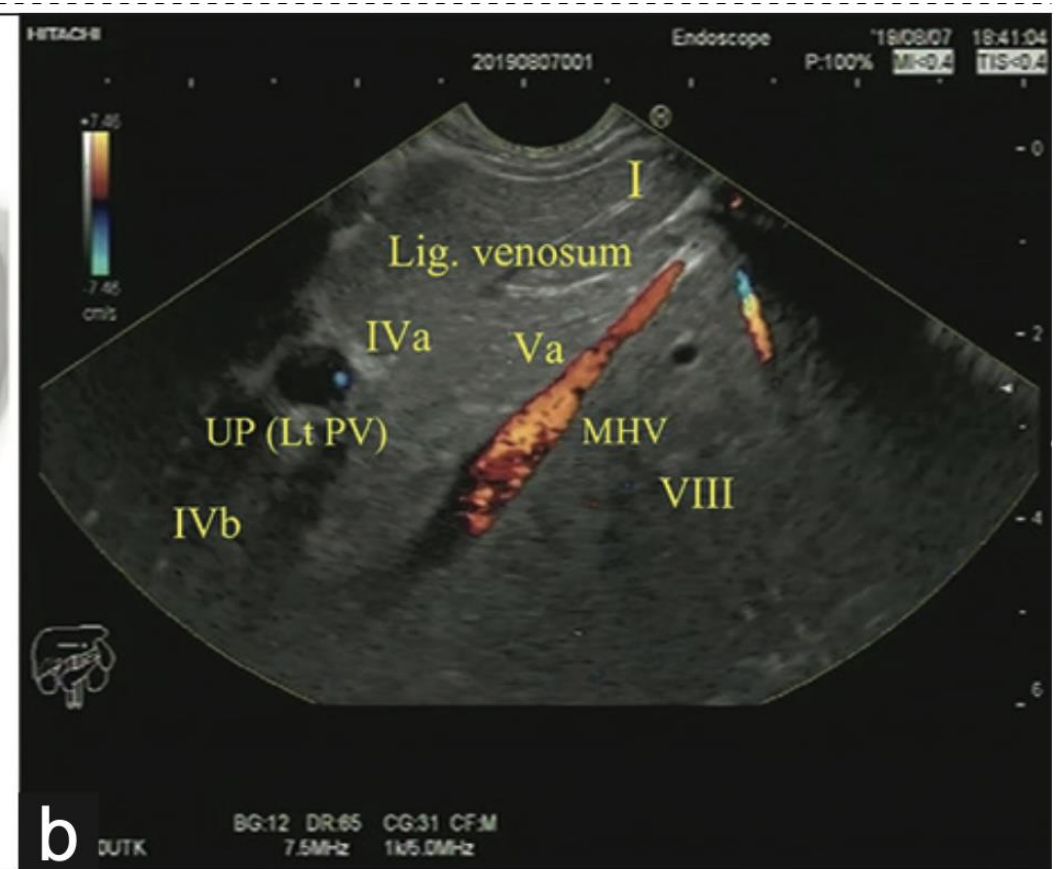 HITACHI
Endoscope '19/08/07 18:41:04
20190807001 P:100% MI<0.4 TIS<0.4
+7.46
-7.46
cm/s
0
2
4
6
I
Lig. venosum
IVa Va
UP (Lt PV) MHV
VIII
IVb
b
BG:12 DR:65 CG:31 CF:M
OUTK 7.5MHz 1k/5.0MHz